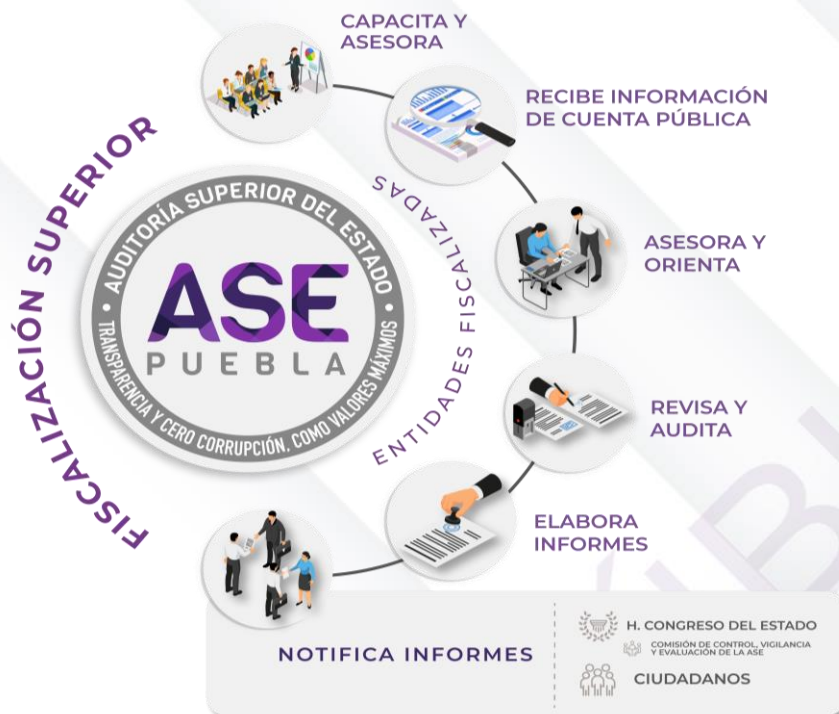 CAPACITA Y
ASESORA
RECIBE INFORMACIÓN
DE CUENTA PÚBLICA
FISCALIZACIÓN SUPERIOR
AUDITORÍA SUPERIOR DEL ESTADO
ASE
PUEBLA
TRANSPARENCIA Y CERO CORRUPCIÓN, COMO VALORES MÁXIMOS
ENTIDADES FISCALIZADAS
ASESORA Y
ORIENTA
REVISA Y
AUDITA
ELABORA
INFORMES
NOTIFICA INFORMES
H. CONGRESO DEL ESTADO
COMISIÓN DE CONTROL, VIGILANCIA
Y EVALUACIÓN DE LA ASE
CIUDADANOS